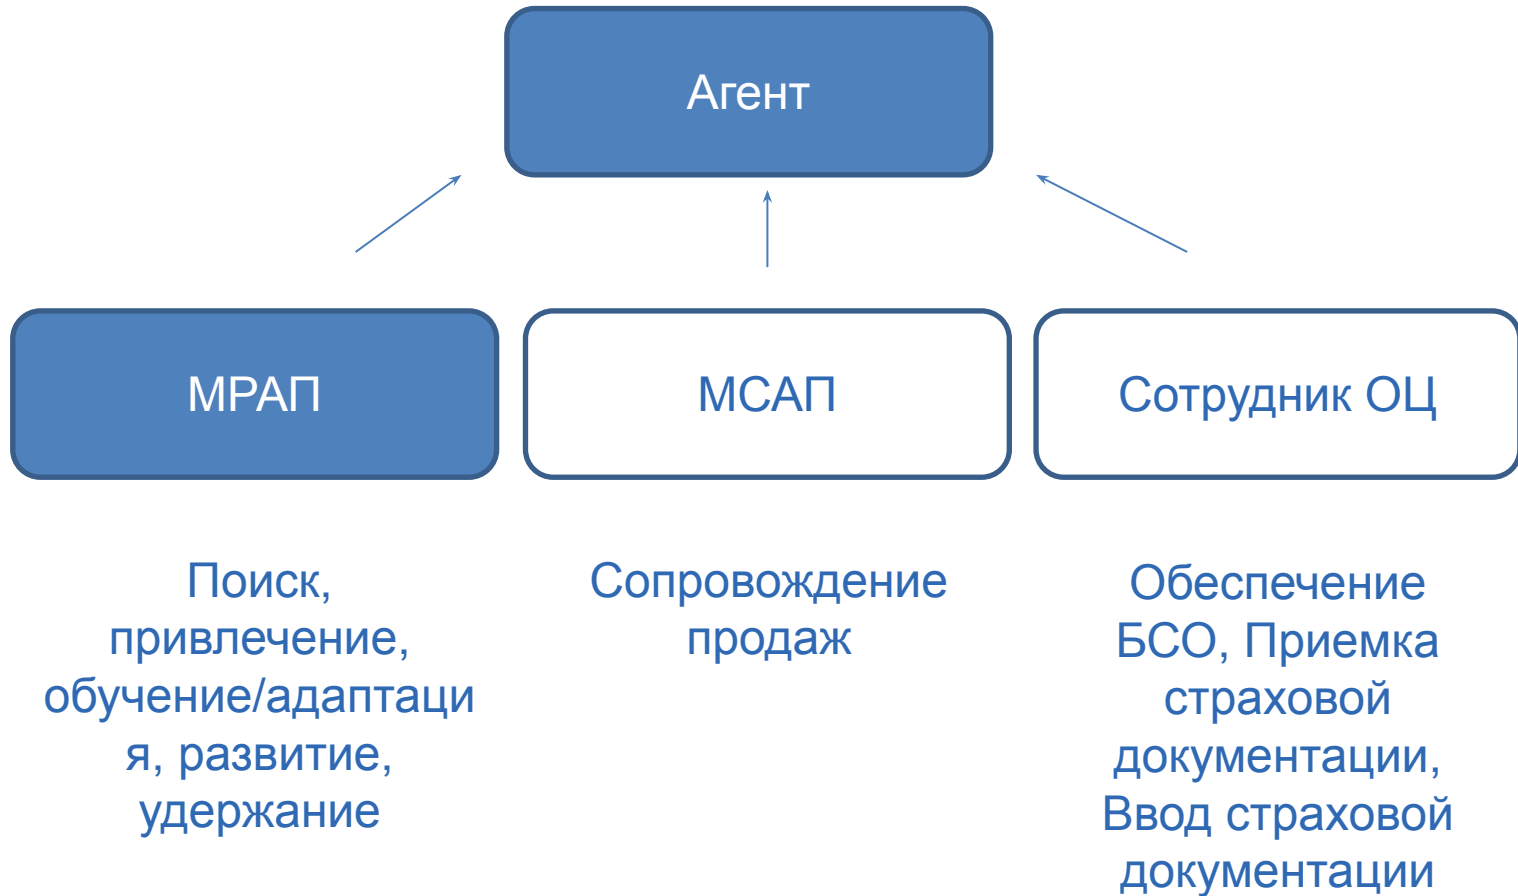 Агент
МРАП
МСАП
Сотрудник ОЦ
Поиск,
привлечение,
обучение/адаптаци
я, развитие,
удержание
Сопровождение
продаж
Обеспечение
БСО, Приемка
страховой
документации,
Ввод страховой
документации